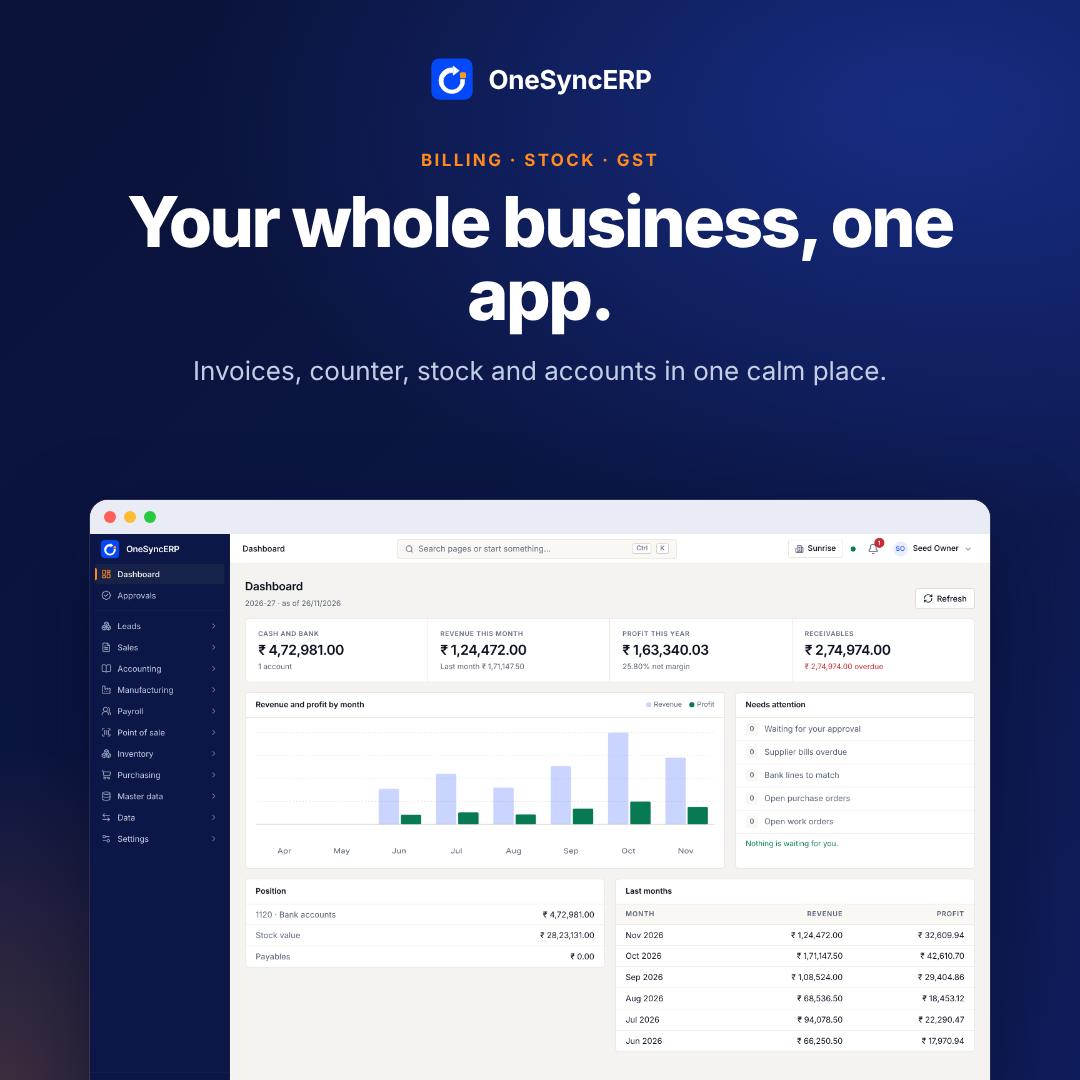 OneSyncERP
BILLING · STOCK · GST
Your whole business, one
app.
Invoices, counter, stock and accounts in one calm place.
OneSyncERP
Dashboard
Search pages or start something...
Ctrl K
Sunrise
1
SO
Seed Owner
Dashboard
Approvals
Leads
Sales
Accounting
Manufacturing
Payroll
Point of sale
Inventory
Purchasing
Master data
Data
Settings
Dashboard
2026-27 · as of 26/11/2026
Refresh
CASH AND BANK
₹ 4,72,981.00
1 account
REVENUE THIS MONTH
₹ 1,24,472.00
Last month ₹ 1,71,147.50
PROFIT THIS YEAR
₹ 1,63,340.03
25.80% net margin
RECEIVABLES
₹ 2,74,974.00
₹ 2,74,974.00 overdue
Revenue and profit by month
Revenue Profit
Apr May Jun Jul Aug Sep Oct Nov
Needs attention
0 Waiting for your approval
0 Supplier bills overdue
0 Bank lines to match
0 Open purchase orders
0 Open work orders
Nothing is waiting for you.
Position
1120 · Bank accounts ₹ 4,72,981.00
Stock value ₹ 28,23,131.00
Payables ₹ 0.00
Last months
MONTH REVENUE PROFIT
Nov 2026 ₹ 1,24,472.00 ₹ 32,609.94
Oct 2026 ₹ 1,71,147.50 ₹ 42,610.70
Sep 2026 ₹ 1,08,524.00 ₹ 29,404.86
Aug 2026 ₹ 68,536.50 ₹ 18,453.12
Jul 2026 ₹ 94,078.50 ₹ 22,290.47
Jun 2026 ₹ 66,250.50 ₹ 17,970.94